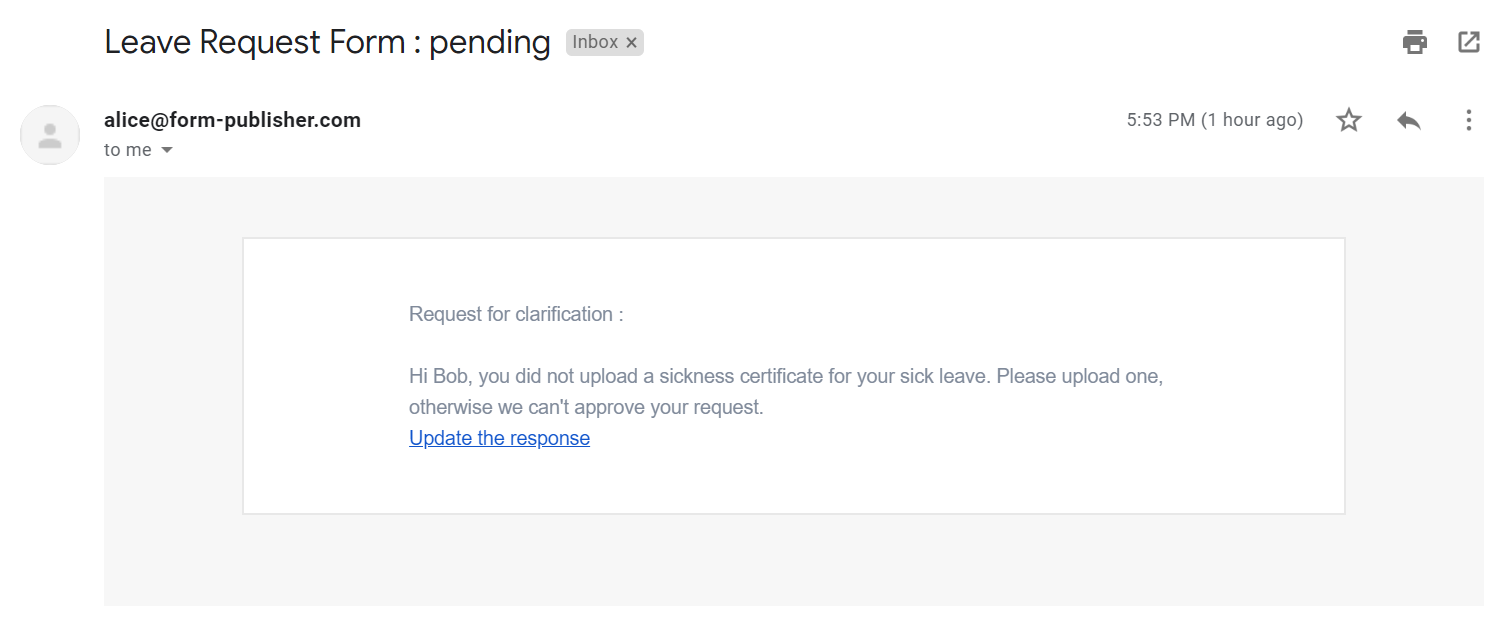 Leave Request Form : pending Inbox ×
alice@form-publisher.com 5:53 PM (1 hour ago)
to me
Request for clarification :
Hi Bob, you did not upload a sickness certificate for your sick leave. Please upload one,
otherwise we can't approve your request.
Update the response